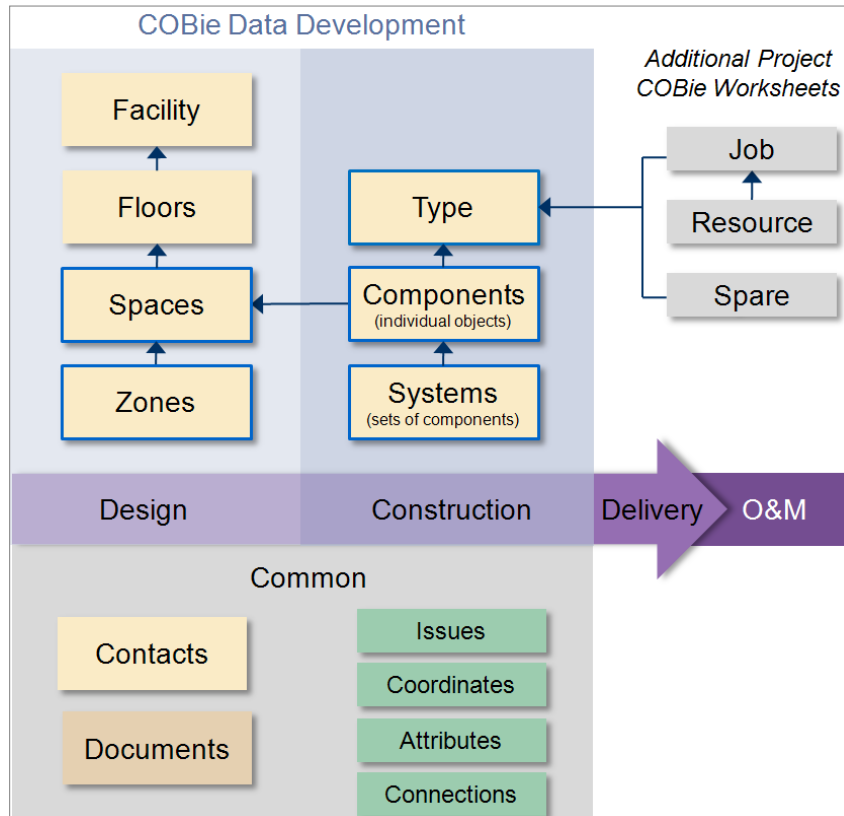 COBie Data Development
Additional Project
COBie Worksheets
Facility
Floors
Spaces
Zones
Type
Components
(individual objects)
Systems
(sets of components)
Job
Resource
Spare
Design
Construction
Delivery
O&M
Common
Contacts
Documents
Issues
Coordinates
Attributes
Connections